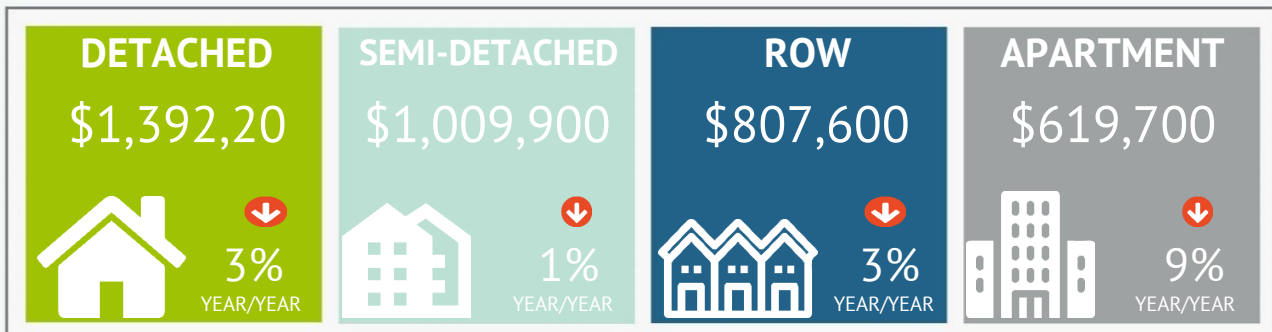 DETACHED
$1,392,20
3%
YEAR/YEAR
SEMI-DETACHED
$1,009,900
1%
YEAR/YEAR
ROW
$807,600
3%
YEAR/YEAR
APARTMENT
$619,700
9%
YEAR/YEAR